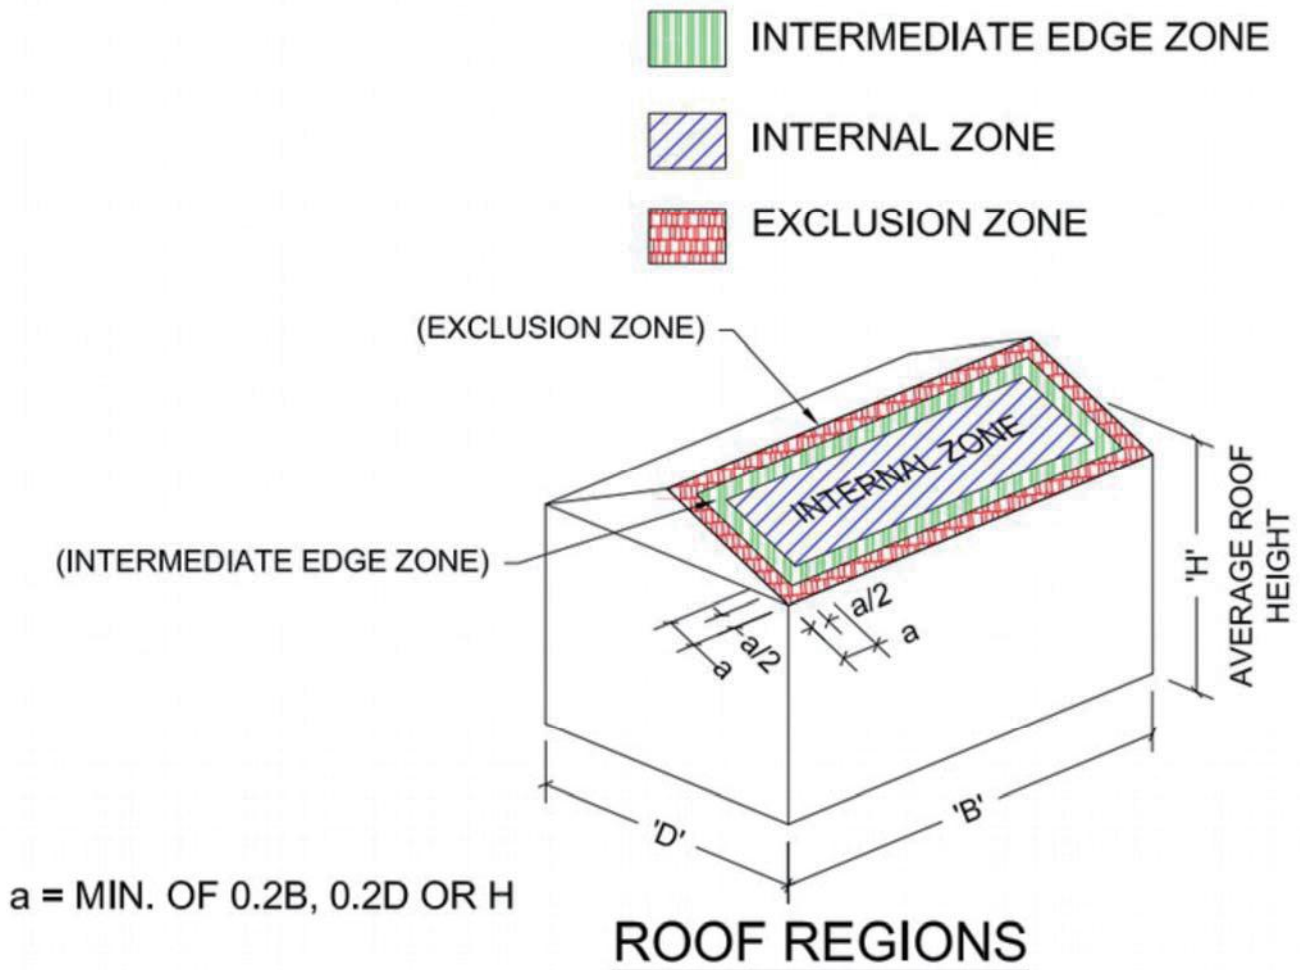 INTERMEDIATE EDGE ZONE
INTERNAL ZONE
EXCLUSION ZONE
(EXCLUSION ZONE)
INTERNAL ZONE
(INTERMEDIATE EDGE ZONE)
a/2
a
a/2
a
'H'
AVERAGE ROOF
HEIGHT
'D'
'B'
a = MIN. OF 0.2B, 0.2D OR H
ROOF REGIONS